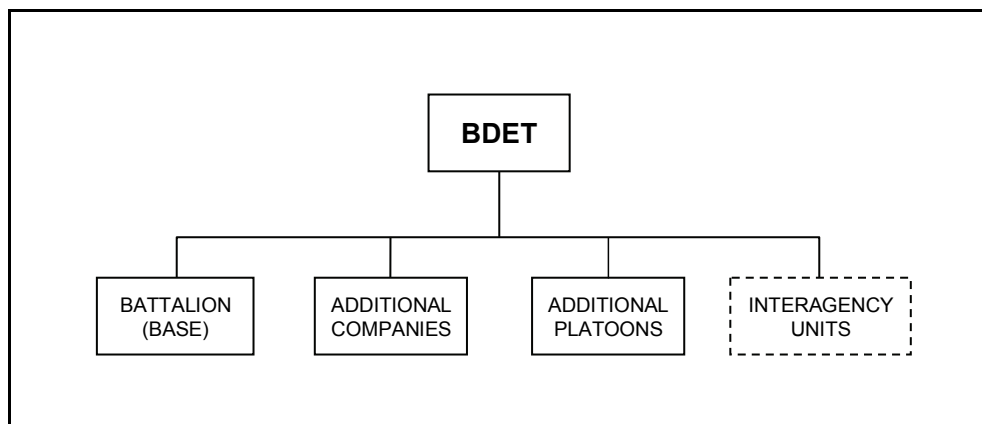 BDET
BATTALION
(BASE)
ADDITIONAL
COMPANIES
ADDITIONAL
PLATOONS
INTERAGENCY
UNITS